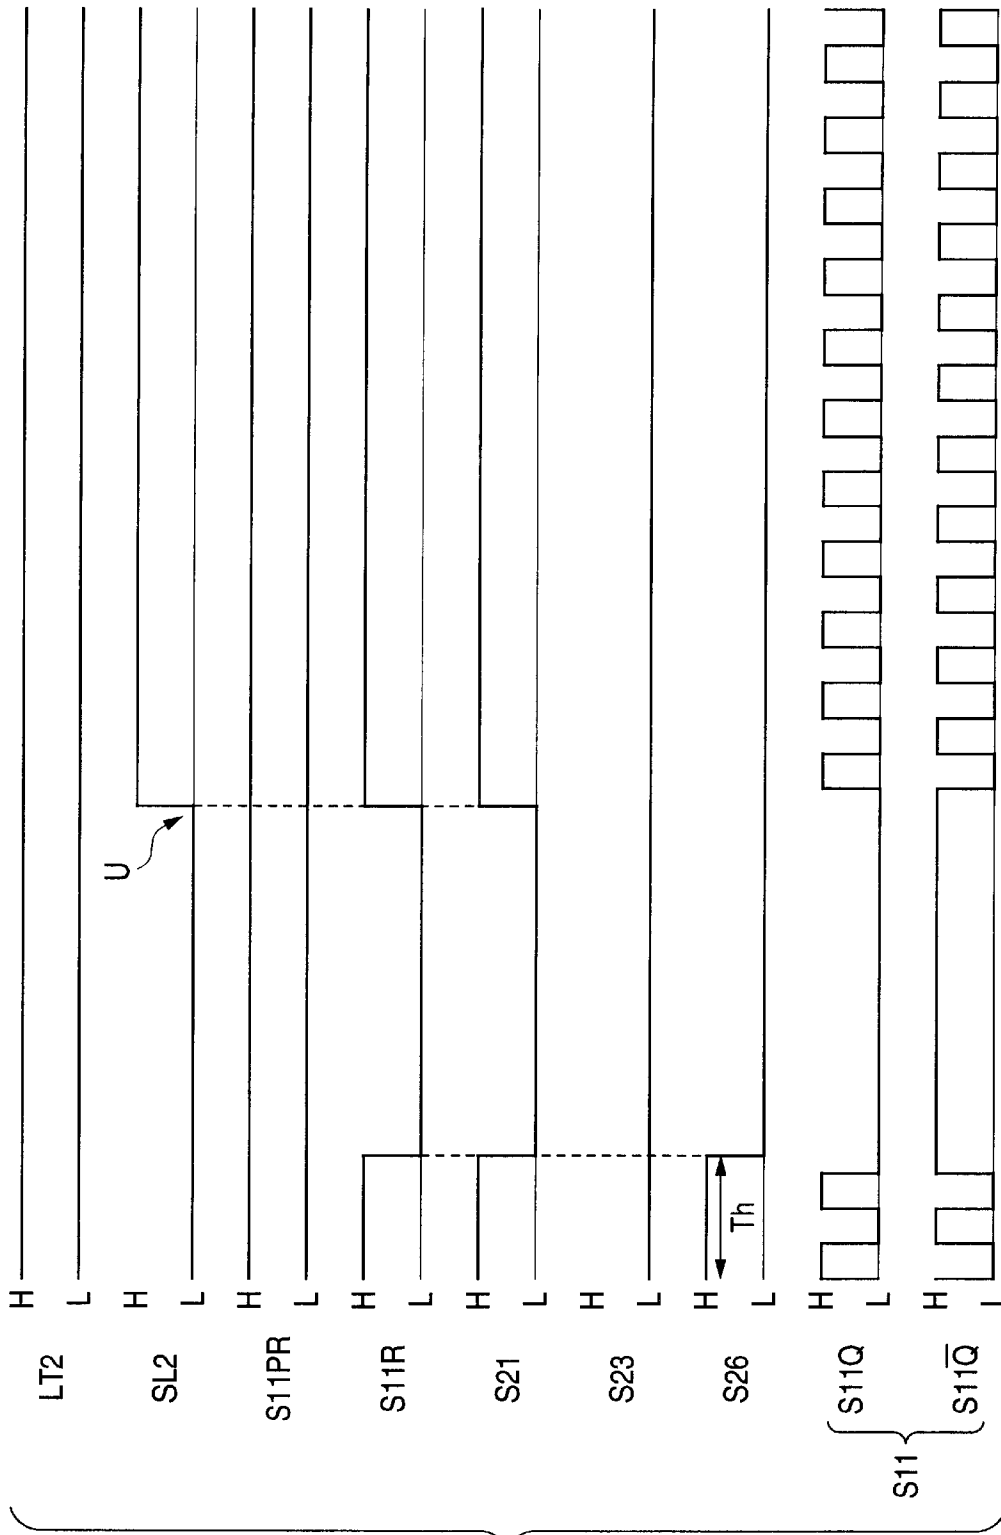 LT2 H
L
SL2 H
L
U
S11PR H
L
S11R H
L
S21 H
L
S23 H
L
S26 H
L
Th
S11
S11Q H
L
S11Q̅ H
L